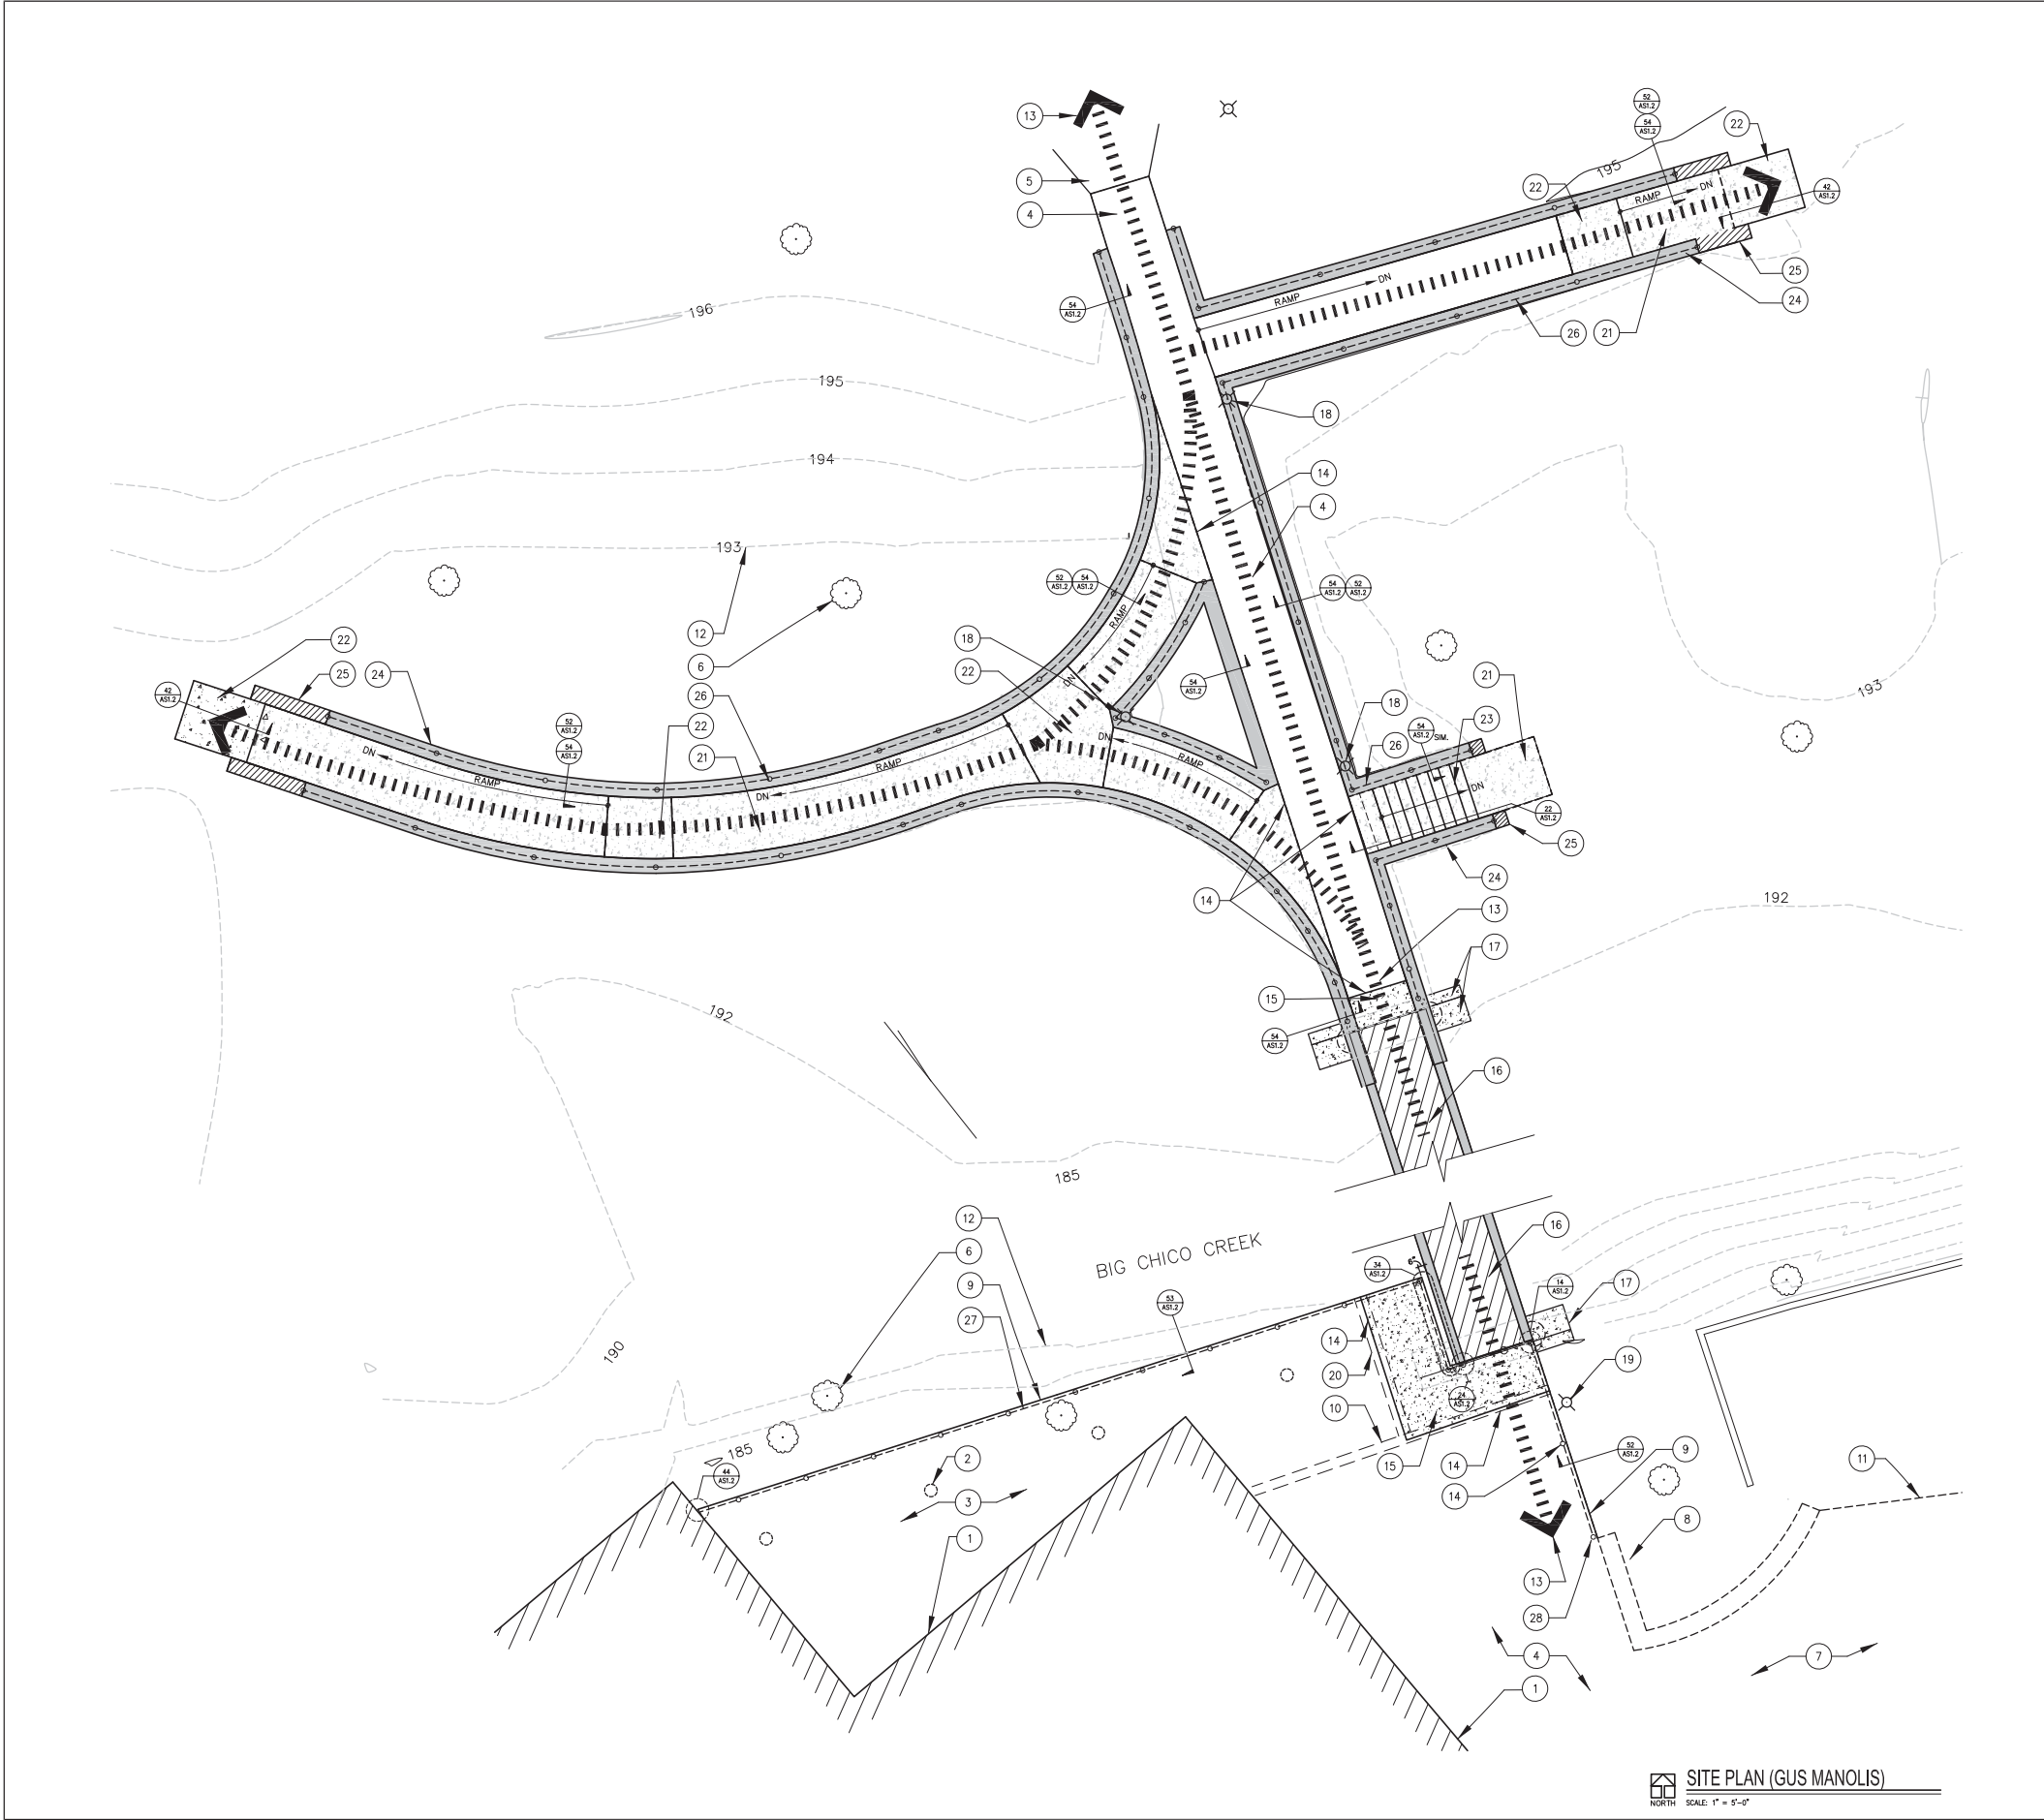 13
5
4
52
AS1.2
54
AS1.2
22
195
22
RAMP
DN
42
AS1.2
25
24
26
21
RAMP
DN
54
AS1.2
196
195
18
194
14
4
193
52
AS1.2
54
AS1.2
54
AS1.2
52
AS1.2
RAMP
DN
12
6
26
22
21
18
22
54
AS1.2
22
25
24
42
AS1.2
DN
RAMP
52
AS1.2
54
AS1.2
DN
RAMP
DN
RAMP
18
26
54
AS1.2
SIM.
23
21
DN
22
AS1.2
25
24
193
14
192
13
17
15
54
AS1.2
192
16
185
12
6
9
27
BIG CHICO CREEK
53
AS1.2
34
AS1.2
6"
16
14
AS1.2
17
14
20
10
19
24
AS1.2
190
185
44
AS1.2
2
3
1
15
14
14
52
AS1.2
9
11
8
13
28
4
1
7
NORTH
SITE PLAN (GUS MANOLIS)
SCALE: 1" = 5'-0"